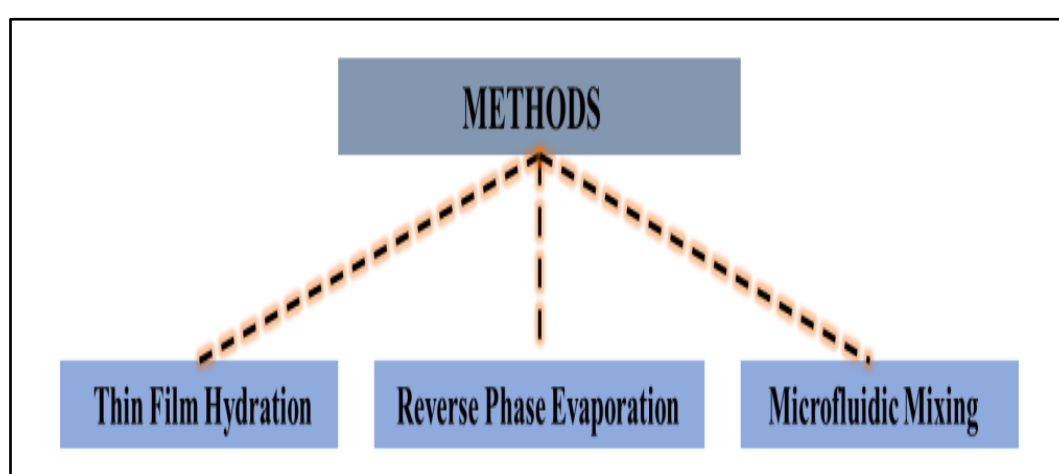 METHODS
Thin Film Hydration
Reverse Phase Evaporation
Microfluidic Mixing